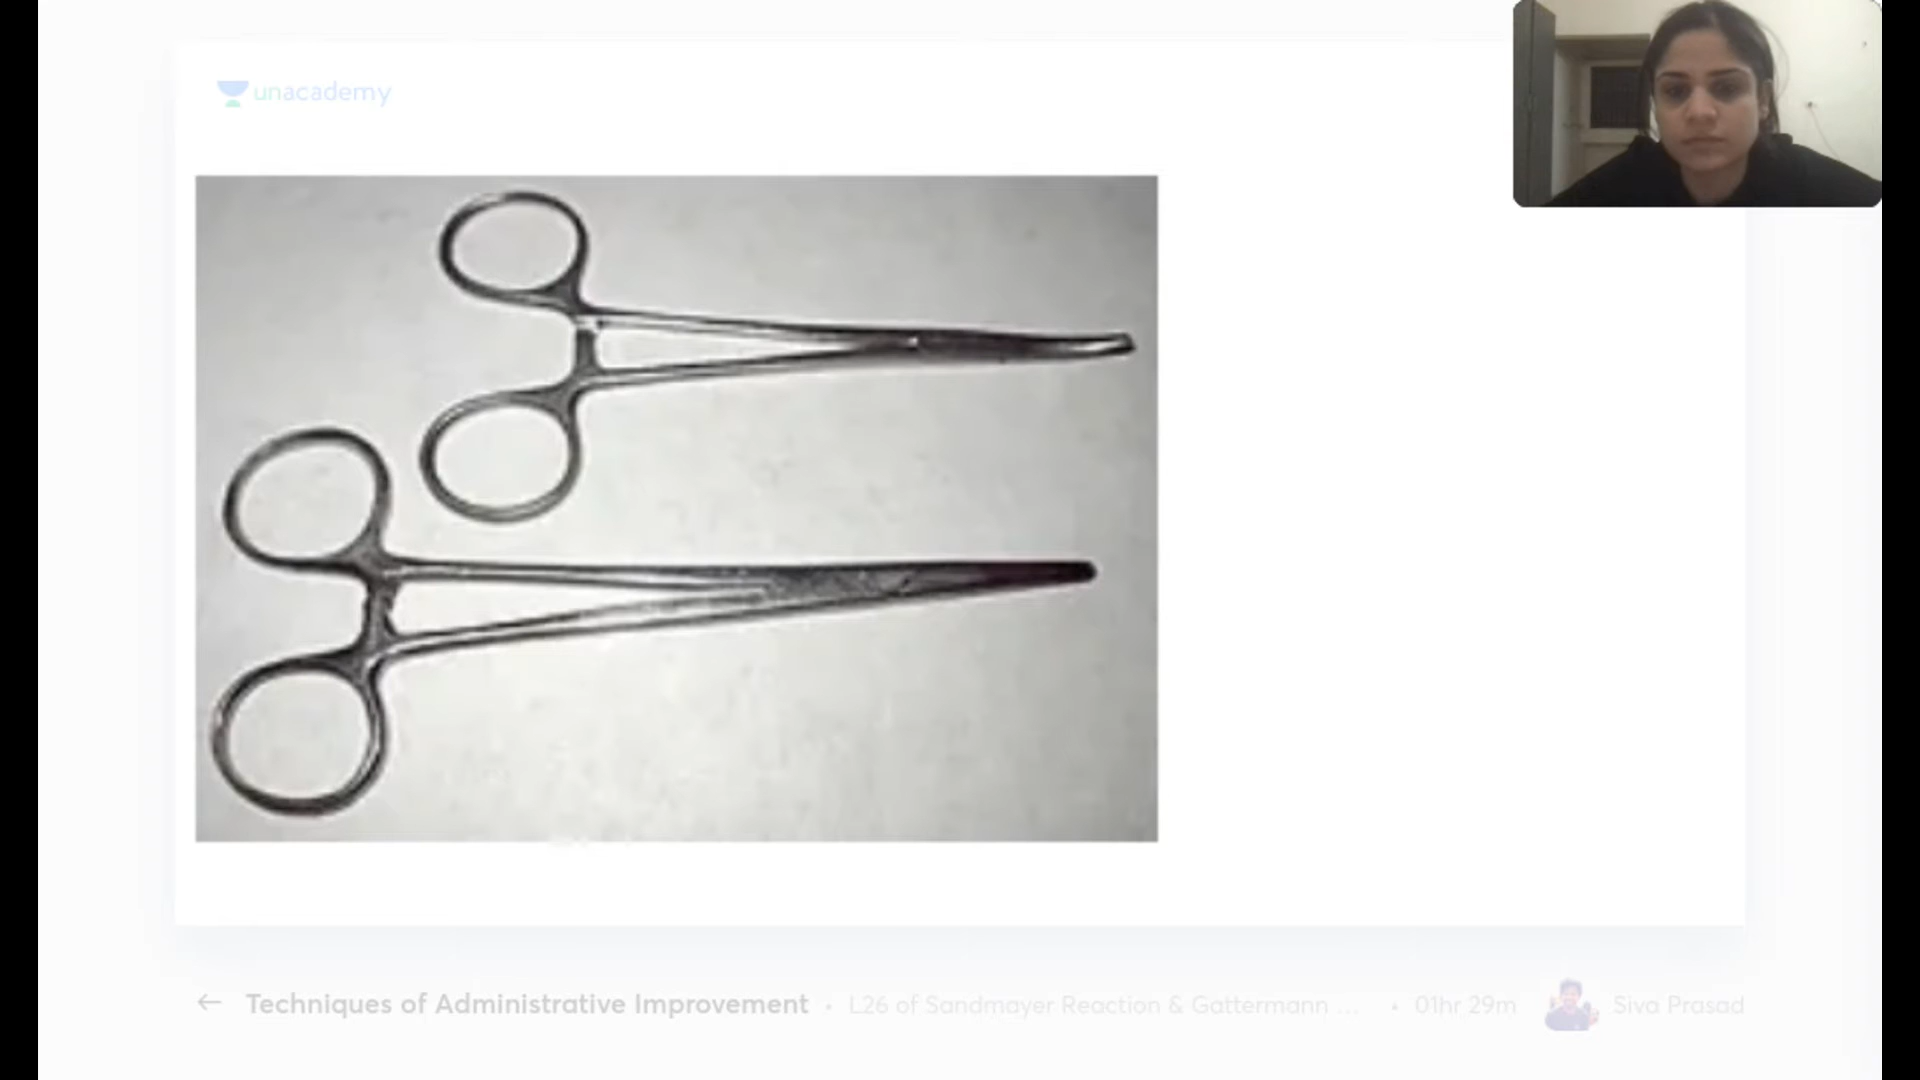 unacademy
Techniques of Administrative Improvement • L26 of Sandmayer Reaction & Gattermann ... • 01hr 29m Siva Prasad